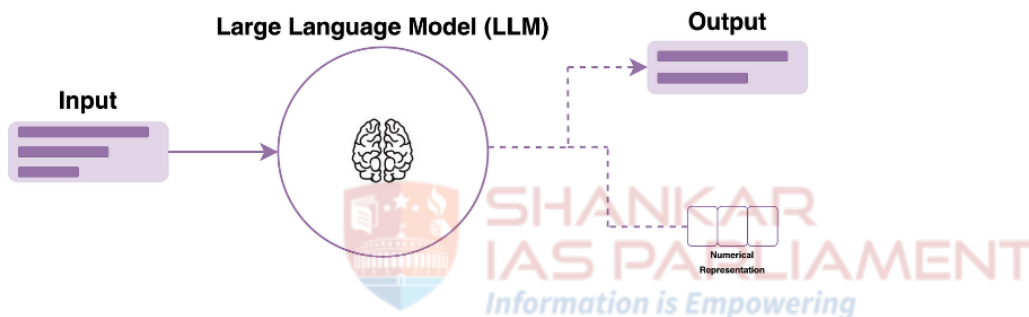 Large Language Model (LLM)
Output
Input
SHANKAR
IAS PARLIAMENT
Information is Empowering
Numerical
Representation